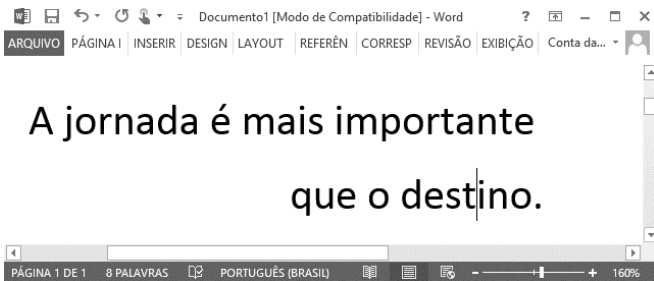 Documento1 [Modo de Compatibilidade] - Word ?
ARQUIVO PÁGINA I INSERIR DESIGN LAYOUT REFERÊN CORRESP REVISÃO EXIBIÇÃO Conta da...
A jornada é mais importante
que o destino.
PÁGINA 1 DE 1 8 PALAVRAS PORTUGUÊS (BRASIL) - + 160%